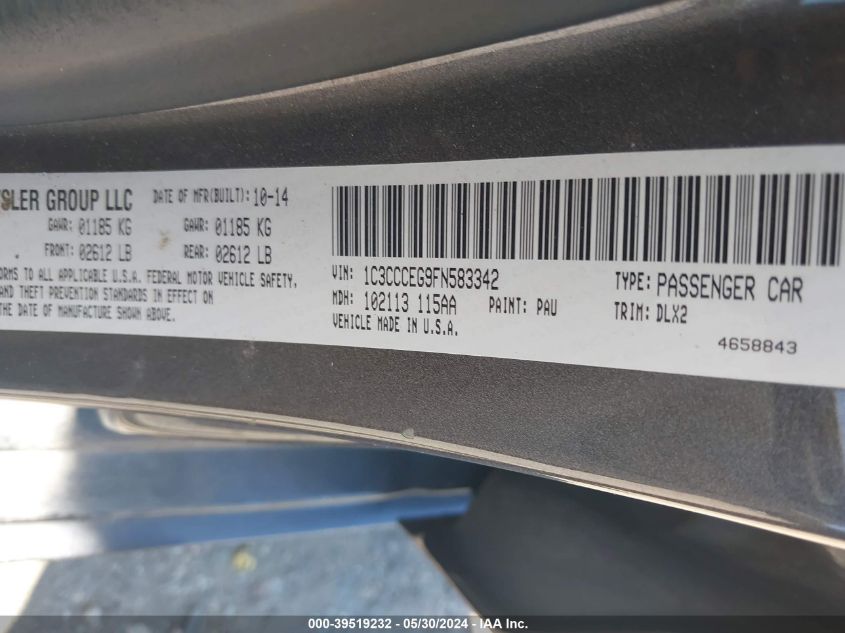 SLER GROUP LLC DATE OF MFR(BUILT): 10-14
GAWR: 01185 KG GAWR: 01185 KG
FRONT: 02612 LB REAR: 02612 LB
TO ALL APPLICABLE U.S.A. FEDERAL MOTOR VEHICLE SAFETY,
AND THEFT PREVENTION STANDARDS IN EFFECT ON
THE DATE OF MANUFACTURE SHOWN ABOVE.
VIN: 1C3CCCEG9FN583342 TYPE: PASSENGER CAR
MDH: 102113 115AA PAINT: PAU TRIM: DLX2
VEHICLE MADE IN U.S.A.
4658843
000-39519232 - 05/30/2024 - IAA Inc.